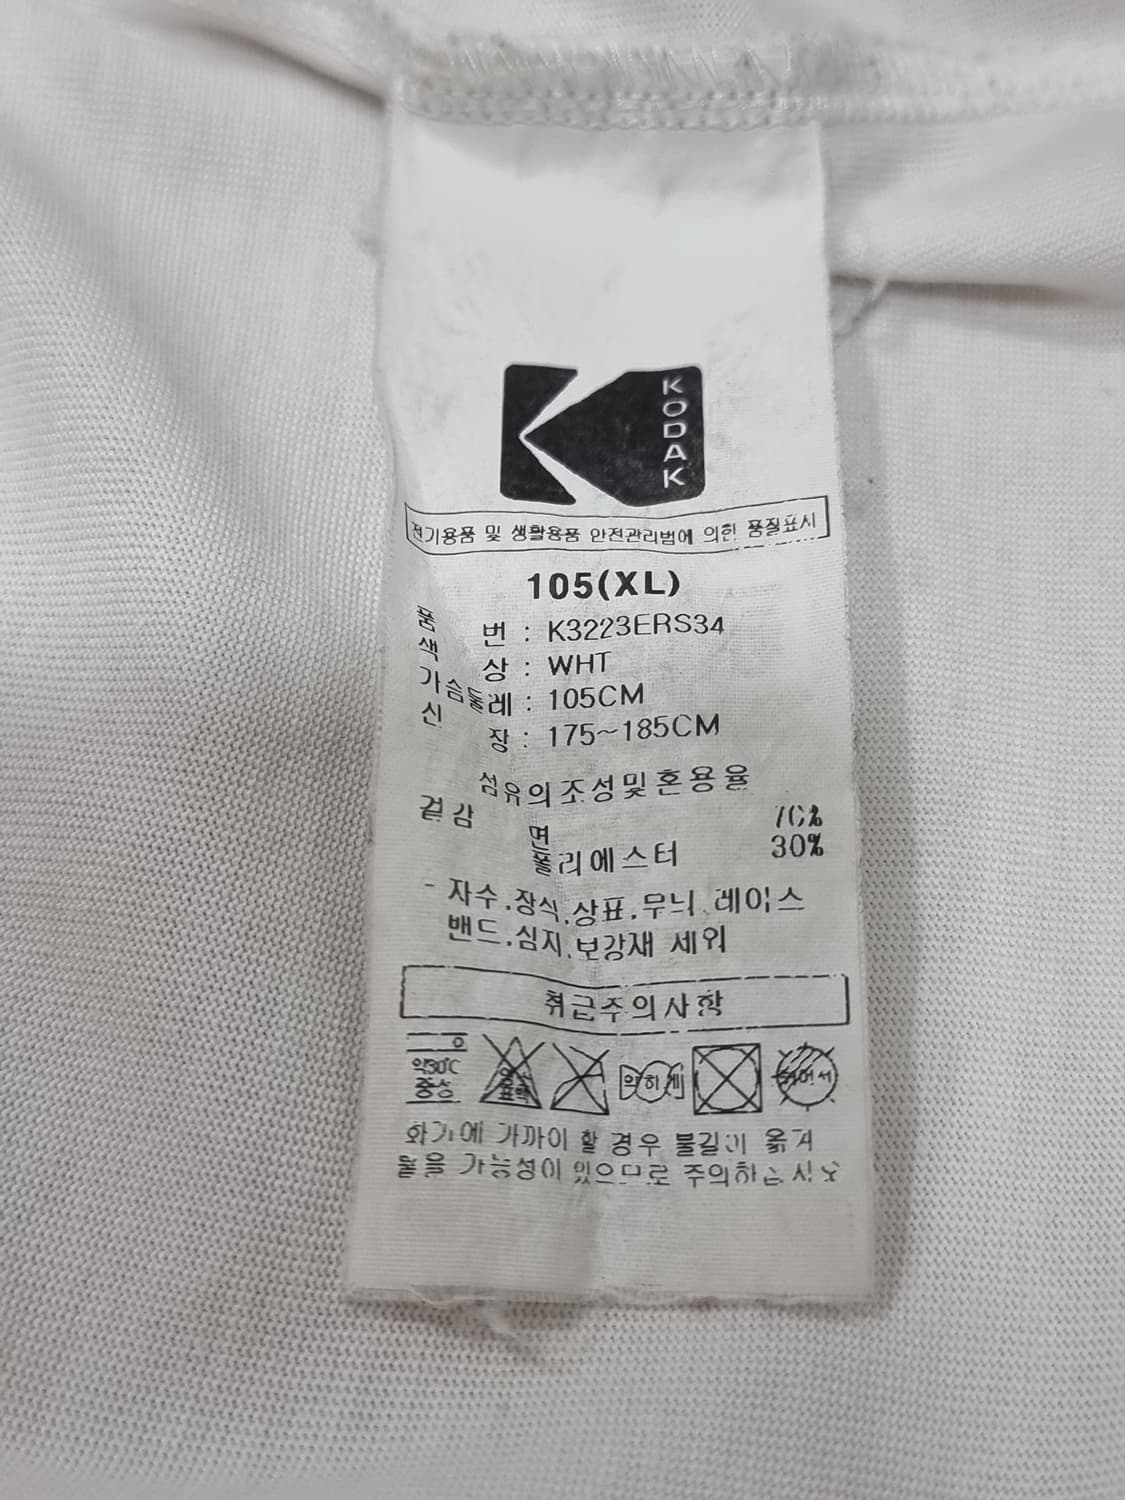 KODAK
전기용품 및 생활용품 안전관리법에 의한 품질표시
105(XL)
품 번 : K3223ERS34
색 상 : WHT
가슴둘레 : 105CM
신 장 : 175~185CM
섬유의조성및혼용율
겉감 면 70%
폴리에스터 30%
- 자수.장식.상표.무늬.레이스
밴드.심지.보강재 제외
취급주의사항
약30℃
중성
약하게
화기에 가까이 할 경우 불길이 옮겨
붙을 가능성이 있으므로 주의하십시오